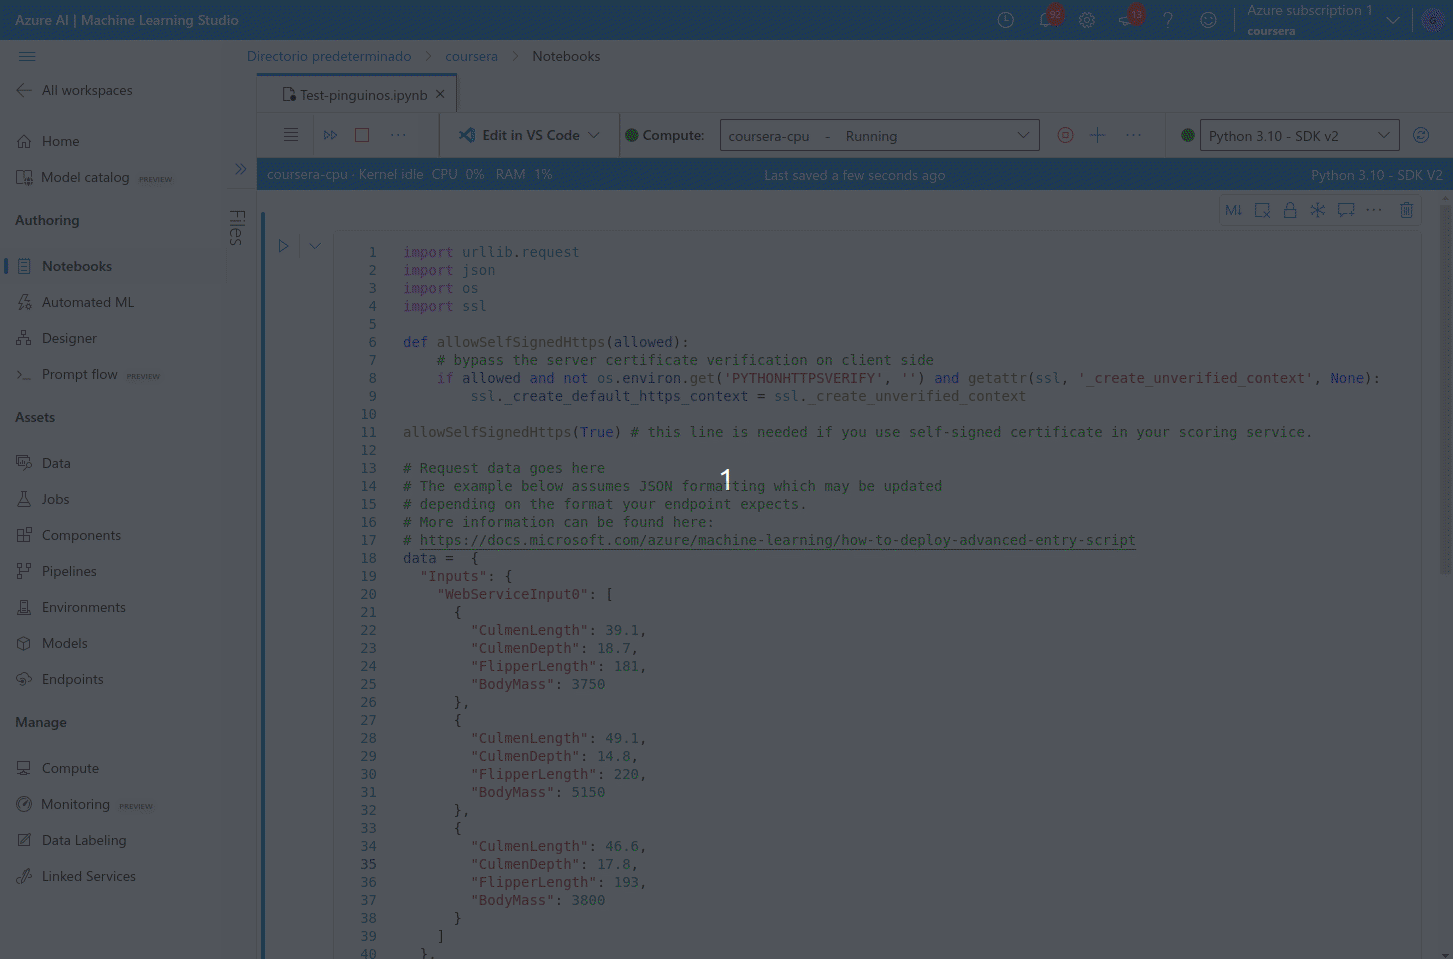 Azure AI | Machine Learning Studio
92
13
Azure subscription 1
coursera
All workspaces
Home
Model catalog PREVIEW
Authoring
Notebooks
Automated ML
Designer
Prompt flow PREVIEW
Assets
Data
Jobs
Components
Pipelines
Environments
Models
Endpoints
Manage
Compute
Monitoring PREVIEW
Data Labeling
Linked Services
Directorio predeterminado > coursera > Notebooks
Files
Test-pinguinos.ipynb
Edit in VS Code
Compute: coursera-cpu - Running
Python 3.10 - SDK v2
coursera-cpu · Kernel idle CPU 0% RAM 1%
Last saved a few seconds ago
Python 3.10 - SDK V2
M↓
1 import urllib.request
2 import json
3 import os
4 import ssl
5
6 def allowSelfSignedHttps(allowed):
7 # bypass the server certificate verification on client side
8 if allowed and not os.environ.get('PYTHONHTTPSVERIFY', '') and getattr(ssl, '_create_unverified_context', None):
9 ssl._create_default_https_context = ssl._create_unverified_context
10
11 allowSelfSignedHttps(True) # this line is needed if you use self-signed certificate in your scoring service.
12
13 # Request data goes here
14 # The example below assumes JSON formatting which may be updated
15 # depending on the format your endpoint expects.
16 # More information can be found here:
17 # https://docs.microsoft.com/azure/machine-learning/how-to-deploy-advanced-entry-script
18 data = {
19 "Inputs": {
20 "WebServiceInput0": [
21 {
22 "CulmenLength": 39.1,
23 "CulmenDepth": 18.7,
24 "FlipperLength": 181,
25 "BodyMass": 3750
26 },
27 {
28 "CulmenLength": 49.1,
29 "CulmenDepth": 14.8,
30 "FlipperLength": 220,
31 "BodyMass": 5150
32 },
33 {
34 "CulmenLength": 46.6,
35 "CulmenDepth": 17.8,
36 "FlipperLength": 193,
37 "BodyMass": 3800
38 }
39 ]
40 },
1